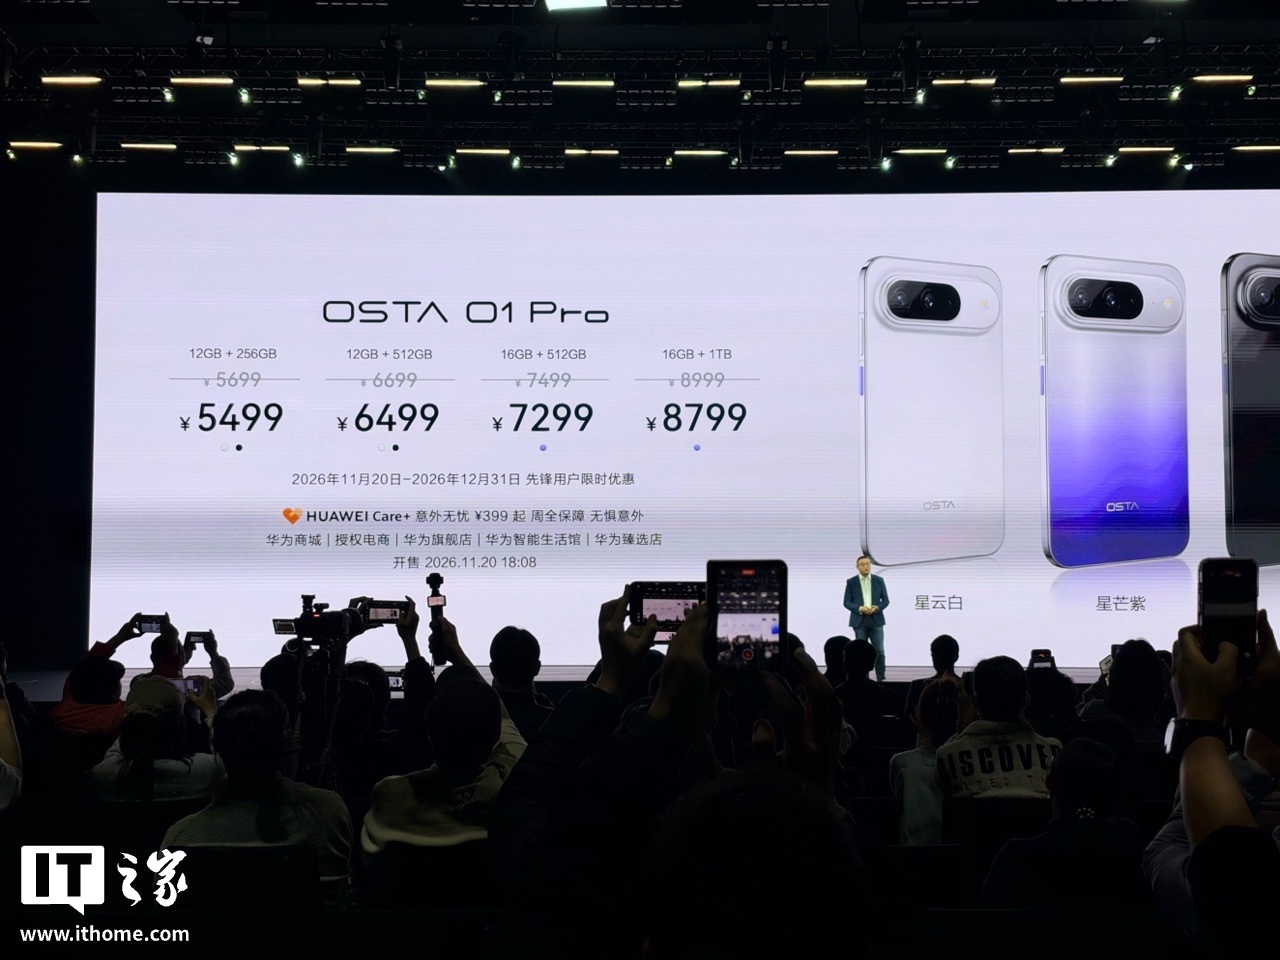 OSTA O1 Pro
12GB + 256GB 12GB + 512GB 16GB + 512GB 16GB + 1TB
¥ 5699 ¥ 6699 ¥ 7499 ¥ 8999
¥ 5499 ¥ 6499 ¥ 7299 ¥ 8799
2026年11月20日-2026年12月31日 先锋用户限时优惠
HUAWEI Care+ 意外无忧 ¥399 起 周全保障 无惧意外
华为商城 | 授权电商 | 华为旗舰店 | 华为智能生活馆 | 华为臻选店
开售 2026.11.20 18:08
OSTA
OSTA
星云白
星芒紫
DISCOVER
IT之家
www.ithome.com